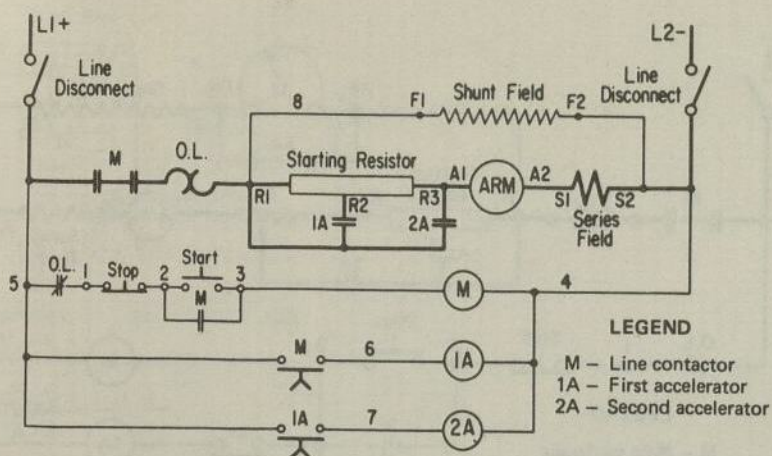 L1+
L2-
Line
Disconnect
Line
Disconnect
8
F1
Shunt Field
F2
M
O.L.
Starting Resistor
A1
ARM
A2
R1
R2
R3
S1
S2
1A
2A
Series
Field
5
O.L.
1
Stop
2
Start
3
M
M
4
M
6
1A
1A
7
2A
LEGEND
M – Line contactor
1A – First accelerator
2A – Second accelerator